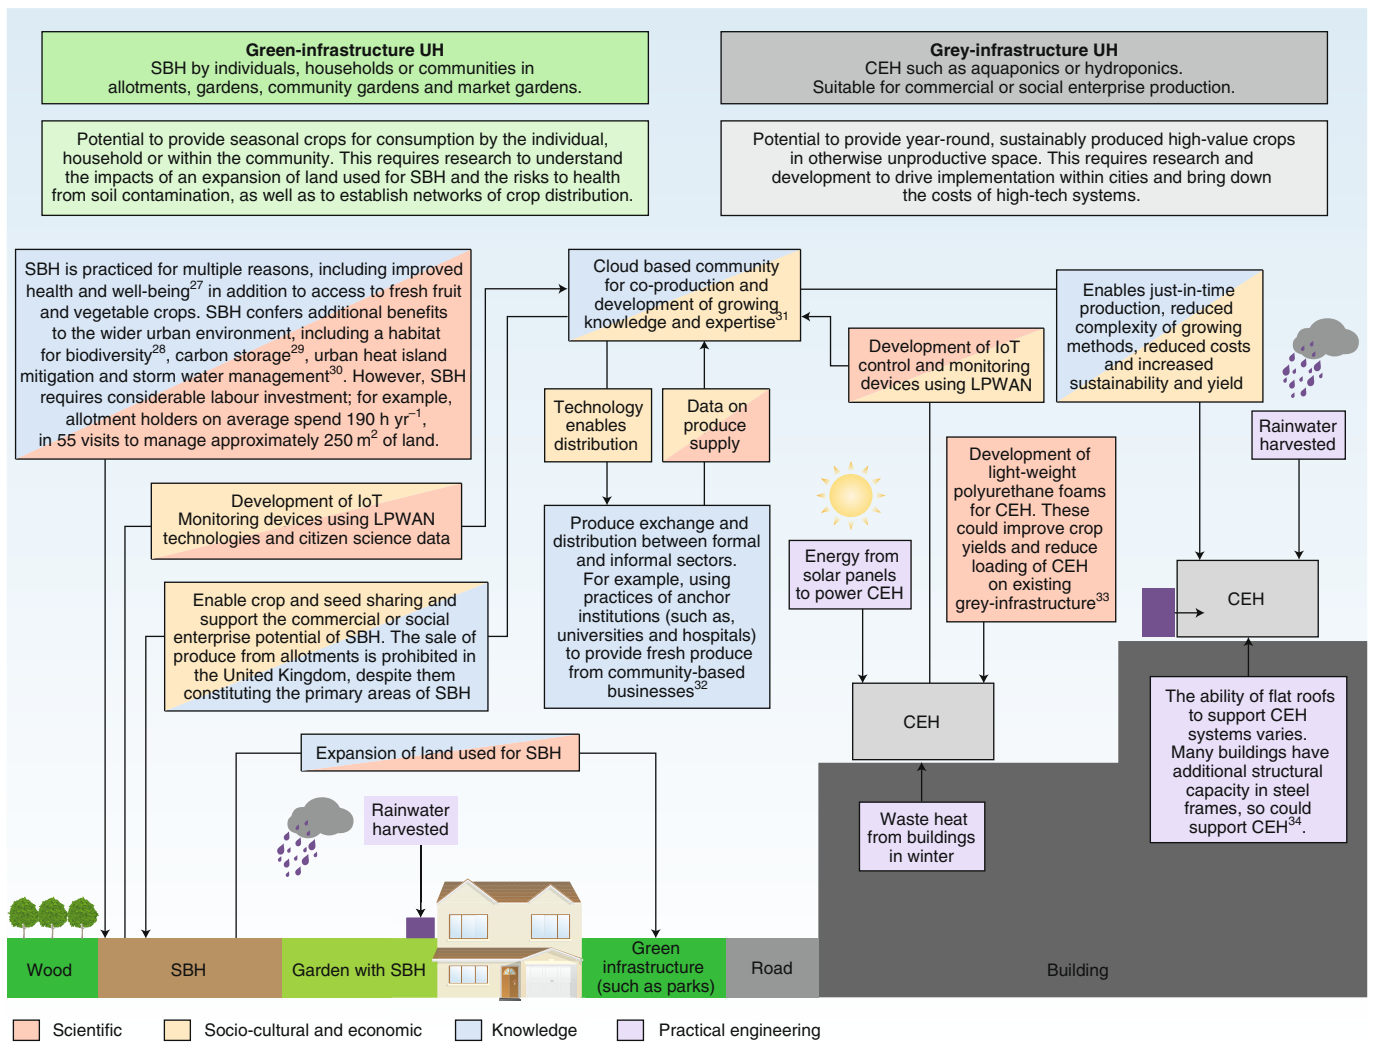 Green-infrastructure UH
SBH by individuals, households or communities in
allotments, gardens, community gardens and market gardens.
Grey-infrastructure UH
CEH such as aquaponics or hydroponics.
Suitable for commercial or social enterprise production.
Potential to provide seasonal crops for consumption by the individual,
household or within the community. This requires research to understand
the impacts of an expansion of land used for SBH and the risks to health
from soil contamination, as well as to establish networks of crop distribution.
Potential to provide year-round, sustainably produced high-value crops
in otherwise unproductive space. This requires research and
development to drive implementation within cities and bring down
the costs of high-tech systems.
SBH is practiced for multiple reasons, including improved
health and well-being27 in addition to access to fresh fruit
and vegetable crops. SBH confers additional benefits
to the wider urban environment, including a habitat
for biodiversity28, carbon storage29, urban heat island
mitigation and storm water management30. However, SBH
requires considerable labour investment; for example,
allotment holders on average spend 190 h yr−1,
in 55 visits to manage approximately 250 m2 of land.
Cloud based community
for co-production and
development of growing
knowledge and expertise31
Enables just-in-time
production, reduced
complexity of growing
methods, reduced costs
and increased
sustainability and yield
Development of IoT
control and monitoring
devices using LPWAN
Technology
enables
distribution
Data on
produce
supply
Rainwater
harvested
Development of
light-weight
polyurethane foams
for CEH. These
could improve crop
yields and reduce
loading of CEH
on existing
grey-infrastructure33
Development of IoT
Monitoring devices using LPWAN
technologies and citizen science data
Produce exchange and
distribution between formal
and informal sectors.
For example, using
practices of anchor
institutions (such as,
universities and hospitals)
to provide fresh produce
from community-based
businesses32
Energy from
solar panels
to power CEH
Enable crop and seed sharing and
support the commercial or social
enterprise potential of SBH. The sale of
produce from allotments is prohibited in
the United Kingdom, despite them
constituting the primary areas of SBH
CEH
CEH
The ability of flat roofs
to support CEH
systems varies.
Many buildings have
additional structural
capacity in steel
frames, so could
support CEH34.
Expansion of land used for SBH
Rainwater
harvested
Waste heat
from buildings
in winter
Wood
SBH
Garden with SBH
Green
infrastructure
(such as parks)
Road
Building
Scientific
Socio-cultural and economic
Knowledge
Practical engineering